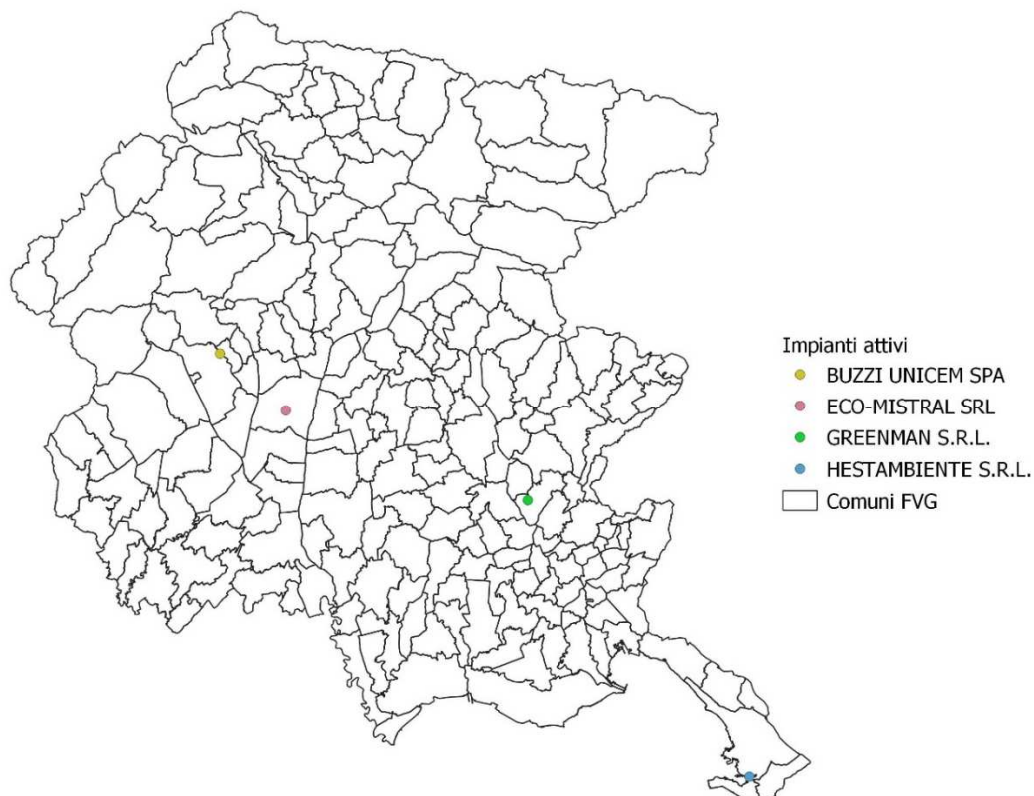 Impianti attivi
BUZZI UNICEM SPA
ECO-MISTRAL SRL
GREENMAN S.R.L.
HESTAMBIENTE S.R.L.
Comuni FVG